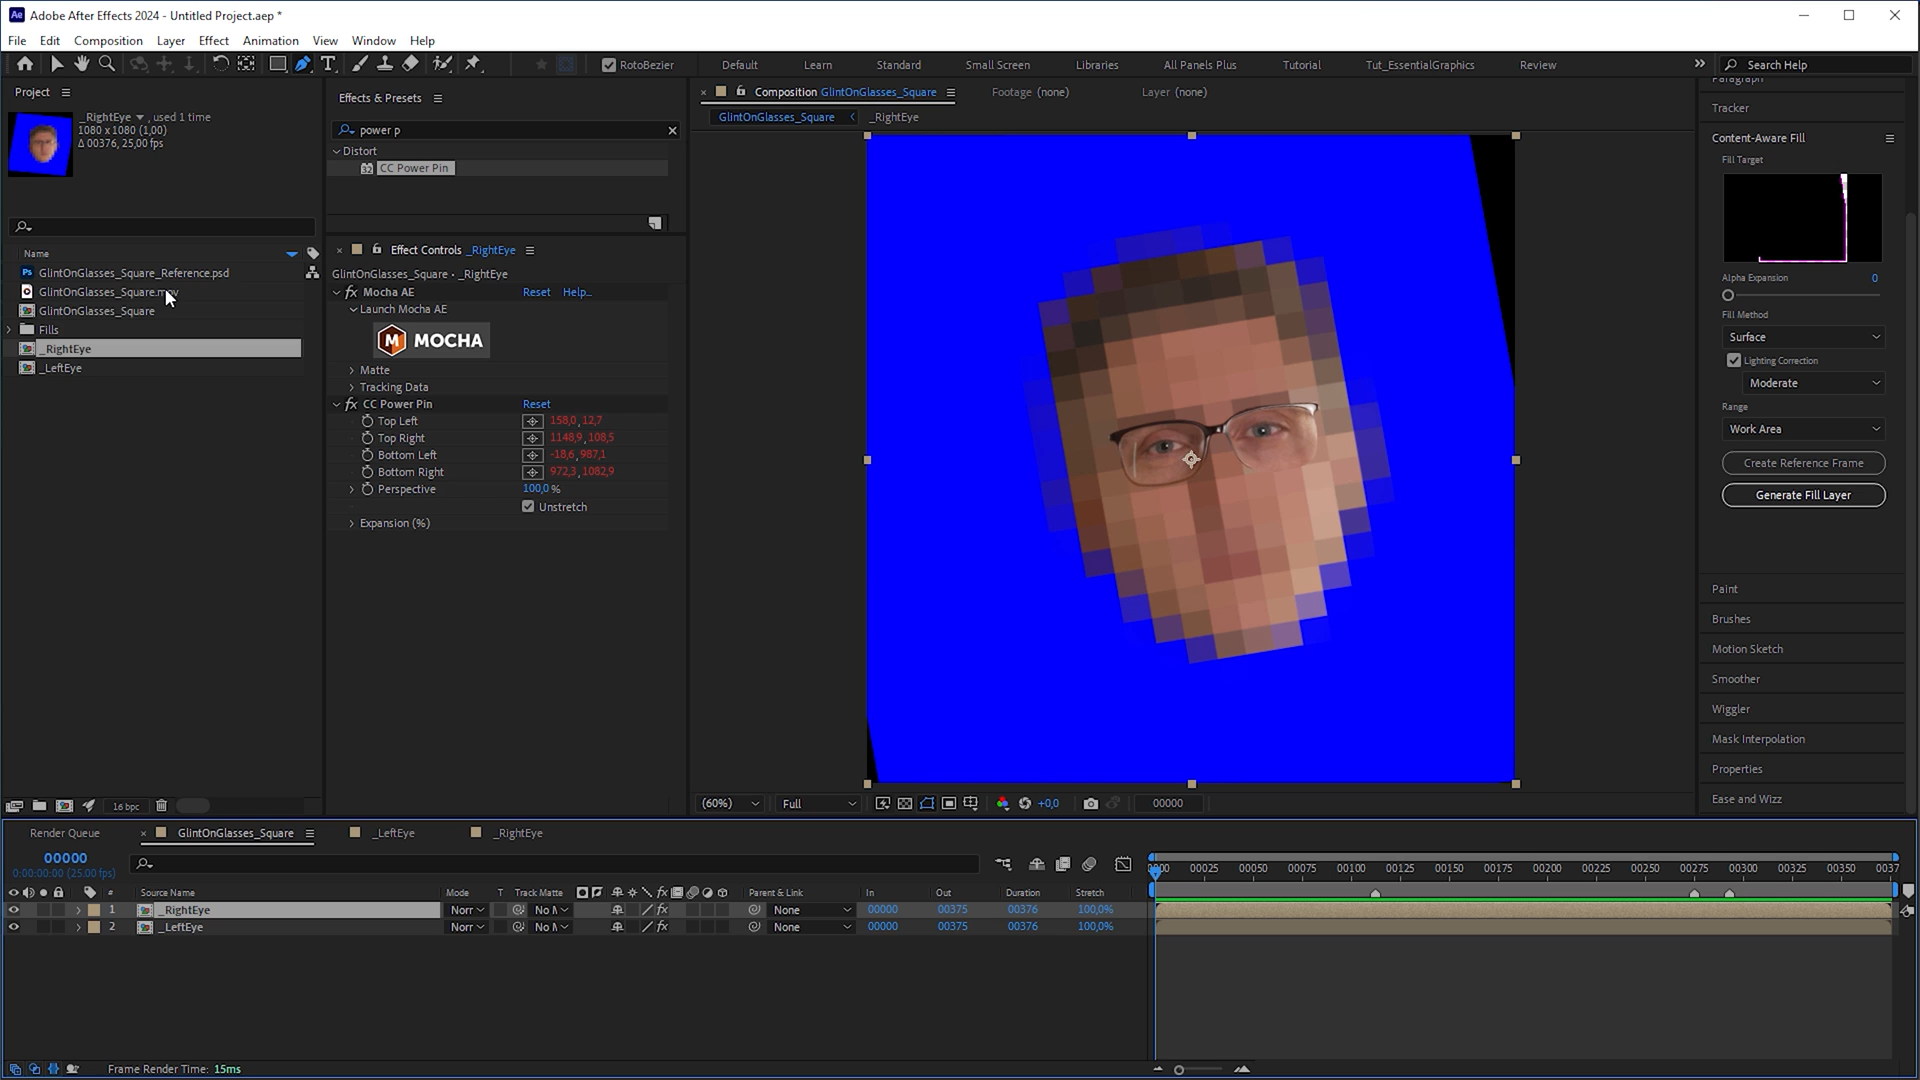 Adobe After Effects 2024 - Untitled Project.aep *
File Edit Composition Layer Effect Animation View Window Help
RotoBezier Default Learn Standard Small Screen Libraries All Panels Plus Tutorial Tut_EssentialGraphics Review Search Help
Project
_RightEye , used 1 time
1080 x 1080 (1,00)
Δ 00376, 25,00 fps
Name
GlintOnGlasses_Square_Reference.psd
GlintOnGlasses_Square.mov
GlintOnGlasses_Square
Fills
_RightEye
_LeftEye
16 bpc
Effects & Presets
power p
Distort
32
CC Power Pin
Effect Controls _RightEye
GlintOnGlasses_Square • _RightEye
fx Mocha AE Reset Help...
Launch Mocha AE
M MOCHA
Matte
Tracking Data
fx CC Power Pin Reset
Top Left 158,0, 12,7
Top Right 1148,9, 108,5
Bottom Left -18,6, 987,1
Bottom Right 972,3, 1082,9
Perspective 100,0 %
Unstretch
Expansion (%)
Composition GlintOnGlasses_Square Footage (none) Layer (none)
GlintOnGlasses_Square _RightEye
(60%) Full +0,0 00000
Paragraph
Tracker
Content-Aware Fill
Fill Target
Alpha Expansion 0
Fill Method
Surface
Lighting Correction
Moderate
Range
Work Area
Create Reference Frame
Generate Fill Layer
Paint
Brushes
Motion Sketch
Smoother
Wiggler
Mask Interpolation
Properties
Ease and Wizz
Render Queue GlintOnGlasses_Square _LeftEye _RightEye
00000
0:00:00:00 (25.00 fps)
# Source Name Mode T Track Matte fx Parent & Link In Out Duration Stretch
1 _RightEye Norr No M fx None 00000 00375 00376 100,0%
2 _LeftEye Norr No M fx None 00000 00375 00376 100,0%
00025 00050 00075 00100 00125 00150 00175 00200 00225 00250 00275 00300 00325 00350 0037
Frame Render Time: 15ms